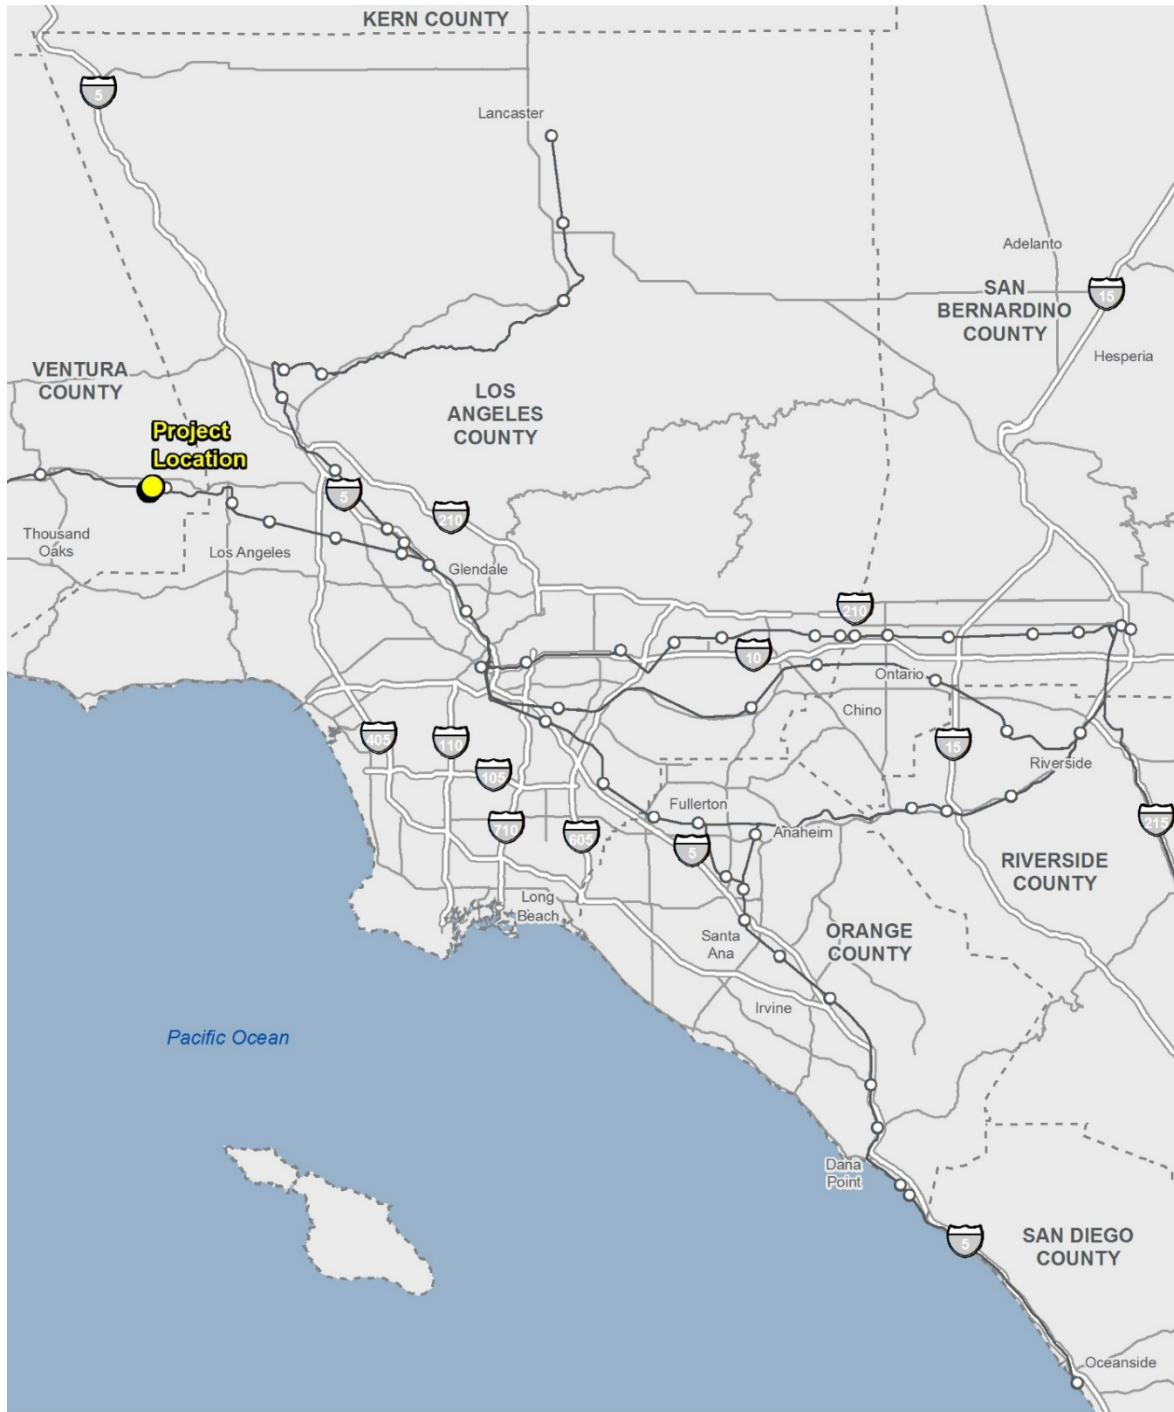 KERN COUNTY
5
Lancaster
Adelanto
SAN
BERNARDINO
COUNTY
15
Hesperia
VENTURA
COUNTY
LOS
ANGELES
COUNTY
Project
Location
5
210
Thousand
Oaks
Los Angeles
Glendale
210
10
Ontario
Chino
405
110
15
105
Riverside
Fullerton
710
605
Anaheim
5
215
RIVERSIDE
COUNTY
Long
Beach
Santa
Ana
ORANGE
COUNTY
Irvine
Pacific Ocean
Dana
Point
5
SAN DIEGO
COUNTY
Oceanside